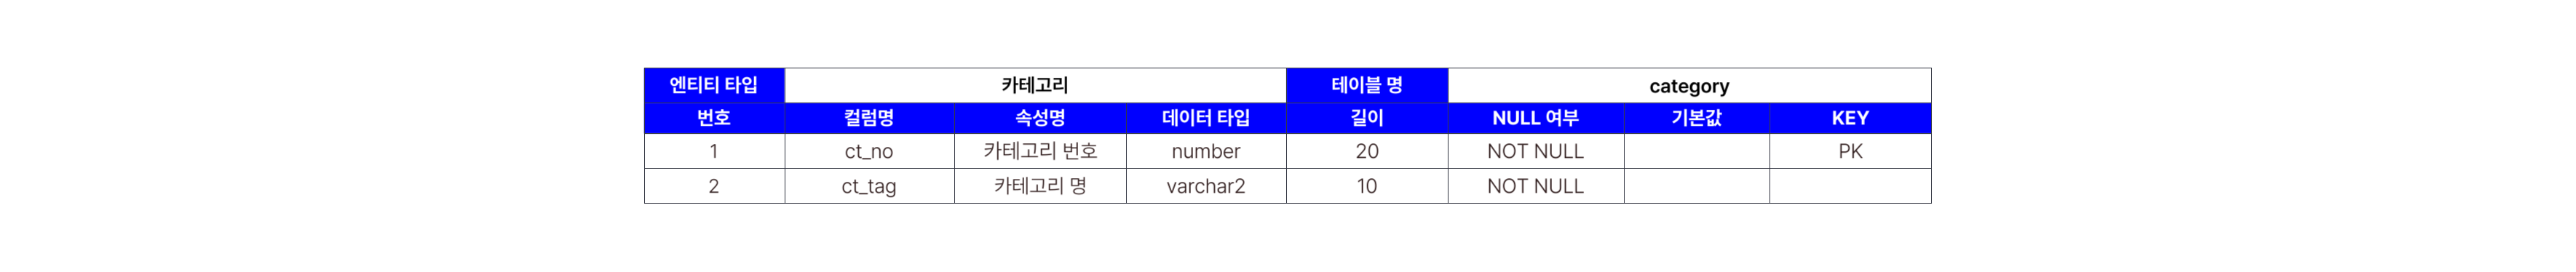 엔티티 타입 카테고리 테이블 명 category
번호 컬럼명 속성명 데이터 타입 길이 NULL 여부 기본값 KEY
1 ct_no 카테고리 번호 number 20 NOT NULL PK
2 ct_tag 카테고리 명 varchar2 10 NOT NULL